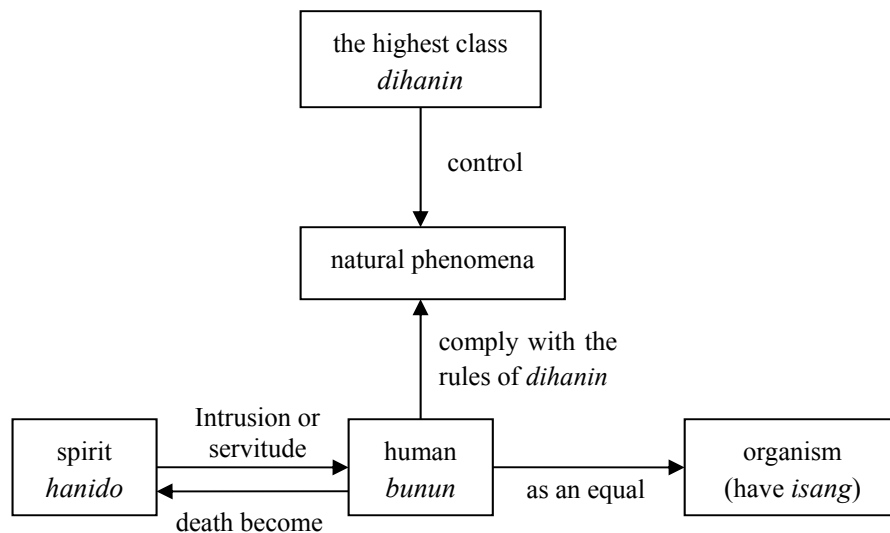 the highest class
dihanin
control
natural phenomena
comply with the
rules of dihanin
Intrusion or
servitude
spirit
hanido
human
bunun
organism
(have isang)
as an equal
death become